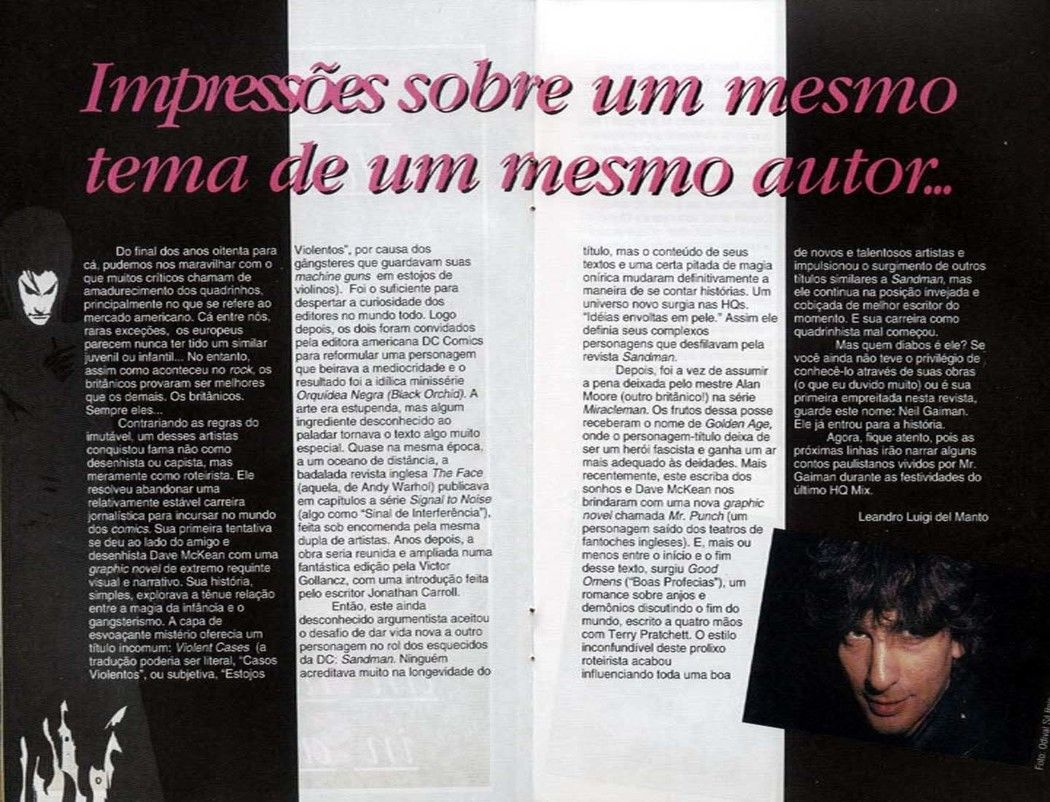 Impressões sobre um mesmo
tema de um mesmo autor...
Do final dos anos oitenta para
cá, pudemos nos maravilhar com o
que muitos críticos chamam de
amadurecimento dos quadrinhos,
principalmente no que se refere ao
mercado americano. Cá entre nós,
raras exceções, os europeus
parecem nunca ter tido um similar
juvenil ou infantil... No entanto,
assim como aconteceu no rock, os
britânicos provaram ser melhores
que os demais. Os britânicos.
Sempre eles...
Contrariando as regras do
imutável, um desses artistas
conquistou fama não como
desenhista ou capista, mas
meramente como roteirista. Ele
resolveu abandonar uma
relativamente estável carreira
jornalística para incursar no mundo
dos comics. Sua primeira tentativa
se deu ao lado do amigo e
desenhista Dave McKean com uma
graphic novel de extremo requinte
visual e narrativo. Sua história,
simples, explorava a tênue relação
entre a magia da infância e o
gangsterismo. A capa de
esvoaçante mistério oferecia um
título incomum: Violent Cases (a
tradução poderia ser literal, "Casos
Violentos", ou subjetiva, "Estojos
Violentos", por causa dos
gângsteres que guardavam suas
machine guns em estojos de
violinos). Foi o suficiente para
despertar a curiosidade dos
editores no mundo todo. Logo
depois, os dois foram convidados
pela editora americana DC Comics
para reformular uma personagem
que beirava a mediocridade e o
resultado foi a idílica minissérie
Orquídea Negra (Black Orchid). A
arte era estupenda, mas algum
ingrediente desconhecido ao
paladar tornava o texto algo muito
especial. Quase na mesma época,
a um oceano de distância, a
badalada revista inglesa The Face
(aquela, de Andy Warhol) publicava
em capítulos a série Signal to Noise
(algo como "Sinal de Interferência"),
feita sob encomenda pela mesma
dupla de artistas. Anos depois, a
obra seria reunida e ampliada numa
fantástica edição pela Victor
Gollancz, com uma introdução feita
pelo escritor Jonathan Carroll.
Então, este ainda
desconhecido argumentista aceitou
o desafio de dar vida nova a outro
personagem no rol dos esquecidos
da DC: Sandman. Ninguém
acreditava muito na longevidade do
título, mas o conteúdo de seus
textos e uma certa pitada de magia
onírica mudaram definitivamente a
maneira de se contar histórias. Um
universo novo surgia nas HQs.
"Idéias envoltas em pele." Assim ele
definia seus complexos
personagens que desfilavam pela
revista Sandman.
Depois, foi a vez de assumir
a pena deixada pelo mestre Alan
Moore (outro britânico!) na série
Miracleman. Os frutos dessa posse
receberam o nome de Golden Age,
onde o personagem-título deixa de
ser um herói fascista e ganha um ar
mais adequado às deidades. Mais
recentemente, este escriba dos
sonhos e Dave McKean nos
brindaram com uma nova graphic
novel chamada Mr. Punch (um
personagem saído dos teatros de
fantoches ingleses). E, mais ou
menos entre o início e o fim
desse texto, surgiu Good
Omens ("Boas Profecias"), um
romance sobre anjos e
demônios discutindo o fim do
mundo, escrito a quatro mãos
com Terry Pratchett. O estilo
inconfundível deste prolixo
roteirista acabou
influenciando toda uma boa
de novos e talentosos artistas e
impulsionou o surgimento de outros
títulos similares a Sandman, mas
ele continua na posição invejada e
cobiçada de melhor escritor do
momento. E sua carreira como
quadrinhista mal começou.
Mas quem diabos é ele? Se
você ainda não teve o privilégio de
conhecê-lo através de suas obras
(o que eu duvido muito) ou é sua
primeira empreitada nesta revista,
guarde este nome: Neil Gaiman.
Ele já entrou para a história.
Agora, fique atento, pois as
próximas linhas irão narrar alguns
contos paulistanos vividos por Mr.
Gaiman durante as festividades do
último HQ Mix.
Leandro Luigi del Manto
Foto: